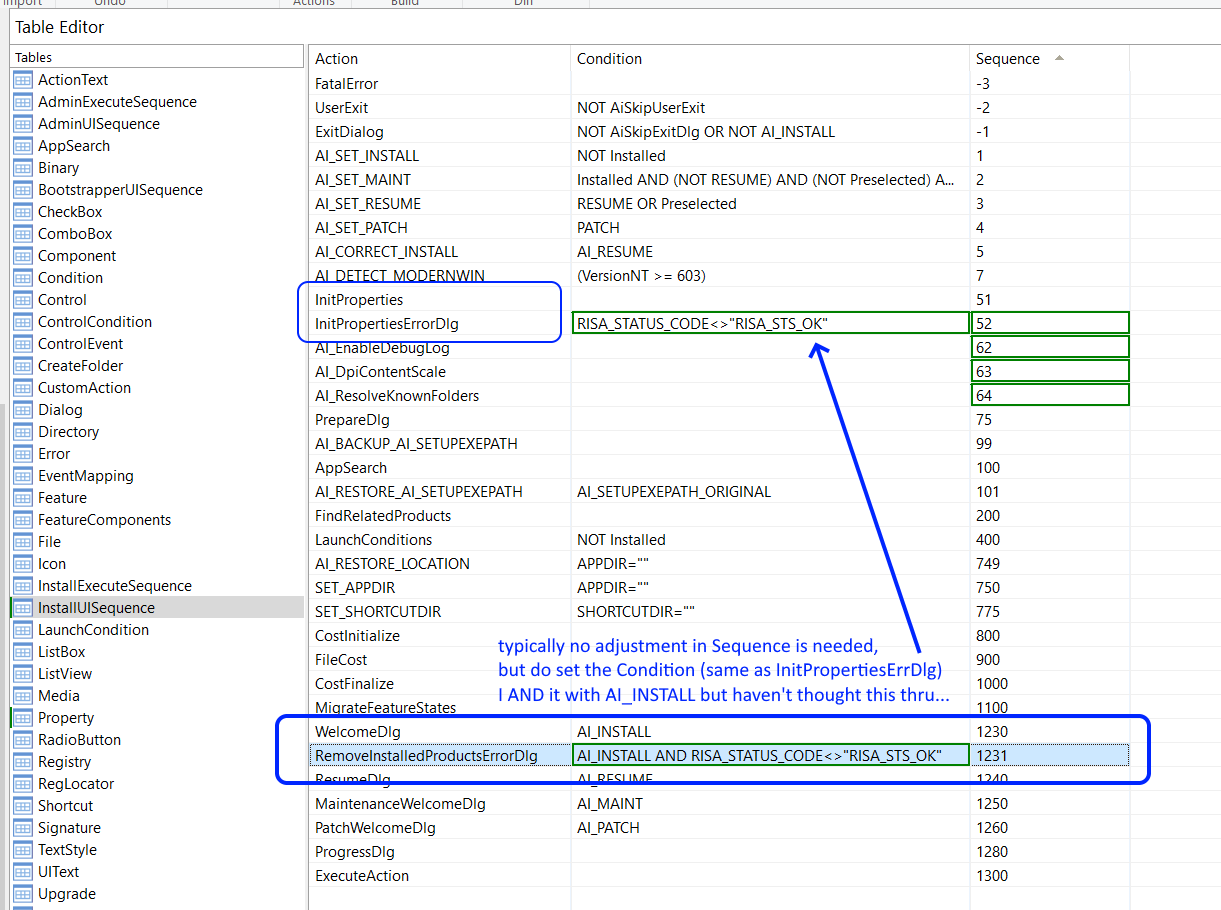 Import Undo Actions Build Diff
Table Editor
Tables
ActionText
AdminExecuteSequence
AdminUISequence
AppSearch
Binary
BootstrapperUISequence
CheckBox
ComboBox
Component
Condition
Control
ControlCondition
ControlEvent
CreateFolder
CustomAction
Dialog
Directory
Error
EventMapping
Feature
FeatureComponents
File
Icon
InstallExecuteSequence
InstallUISequence
LaunchCondition
ListBox
ListView
Media
Property
RadioButton
Registry
RegLocator
Shortcut
Signature
TextStyle
UIText
Upgrade
Action Condition Sequence
FatalError -3
UserExit NOT AiSkipUserExit -2
ExitDialog NOT AiSkipExitDlg OR NOT AI_INSTALL -1
AI_SET_INSTALL NOT Installed 1
AI_SET_MAINT Installed AND (NOT RESUME) AND (NOT Preselected) A... 2
AI_SET_RESUME RESUME OR Preselected 3
AI_SET_PATCH PATCH 4
AI_CORRECT_INSTALL AI_RESUME 5
AI_DETECT_MODERNWIN (VersionNT >= 603) 7
InitProperties 51
InitPropertiesErrorDlg RISA_STATUS_CODE<>"RISA_STS_OK" 52
AI_EnableDebugLog 62
AI_DpiContentScale 63
AI_ResolveKnownFolders 64
PrepareDlg 75
AI_BACKUP_AI_SETUPEXEPATH 99
AppSearch 100
AI_RESTORE_AI_SETUPEXEPATH AI_SETUPEXEPATH_ORIGINAL 101
FindRelatedProducts 200
LaunchConditions NOT Installed 400
AI_RESTORE_LOCATION APPDIR="" 749
SET_APPDIR APPDIR="" 750
SET_SHORTCUTDIR SHORTCUTDIR="" 775
CostInitialize 800
FileCost 900
CostFinalize 1000
MigrateFeatureStates 1100
typically no adjustment in Sequence is needed,
but do set the Condition (same as InitPropertiesErrDlg)
I AND it with AI_INSTALL but haven't thought this thru...
WelcomeDlg AI_INSTALL 1230
RemoveInstalledProductsErrorDlg AI_INSTALL AND RISA_STATUS_CODE<>"RISA_STS_OK" 1231
ResumeDlg AI_RESUME 1240
MaintenanceWelcomeDlg AI_MAINT 1250
PatchWelcomeDlg AI_PATCH 1260
ProgressDlg 1280
ExecuteAction 1300